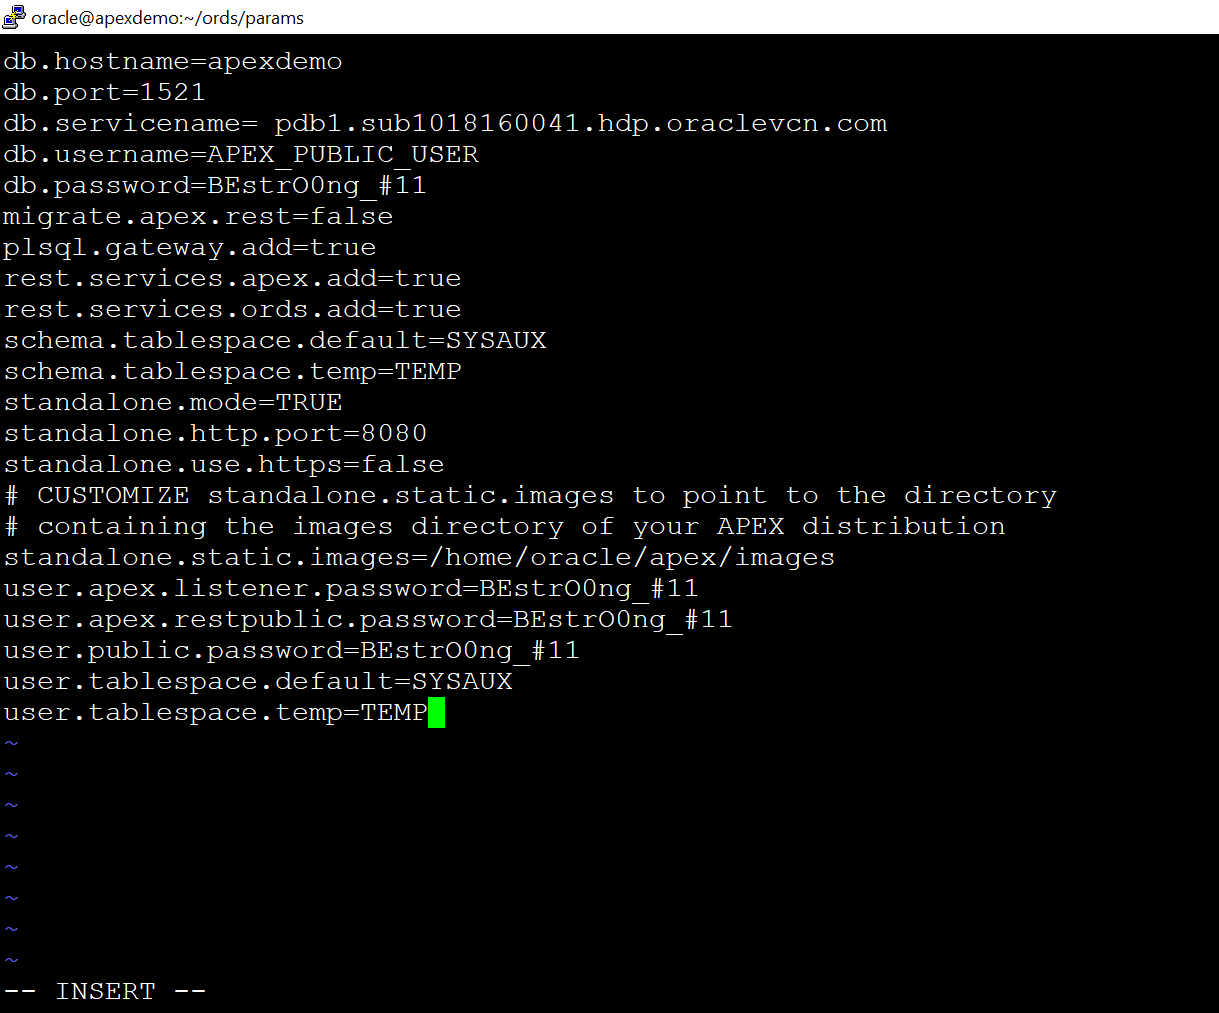 oracle@apexdemo:~/ords/params
db.hostname=apexdemo
db.port=1521
db.servicename= pdb1.sub1018160041.hdp.oraclevcn.com
db.username=APEX_PUBLIC_USER
db.password=BEstrO0ng_#11
migrate.apex.rest=false
plsql.gateway.add=true
rest.services.apex.add=true
rest.services.ords.add=true
schema.tablespace.default=SYSAUX
schema.tablespace.temp=TEMP
standalone.mode=TRUE
standalone.http.port=8080
standalone.use.https=false
# CUSTOMIZE standalone.static.images to point to the directory
# containing the images directory of your APEX distribution
standalone.static.images=/home/oracle/apex/images
user.apex.listener.password=BEstrO0ng_#11
user.apex.restpublic.password=BEstrO0ng_#11
user.public.password=BEstrO0ng_#11
user.tablespace.default=SYSAUX
user.tablespace.temp=TEMP
~
~
~
~
~
~
~
~
-- INSERT --